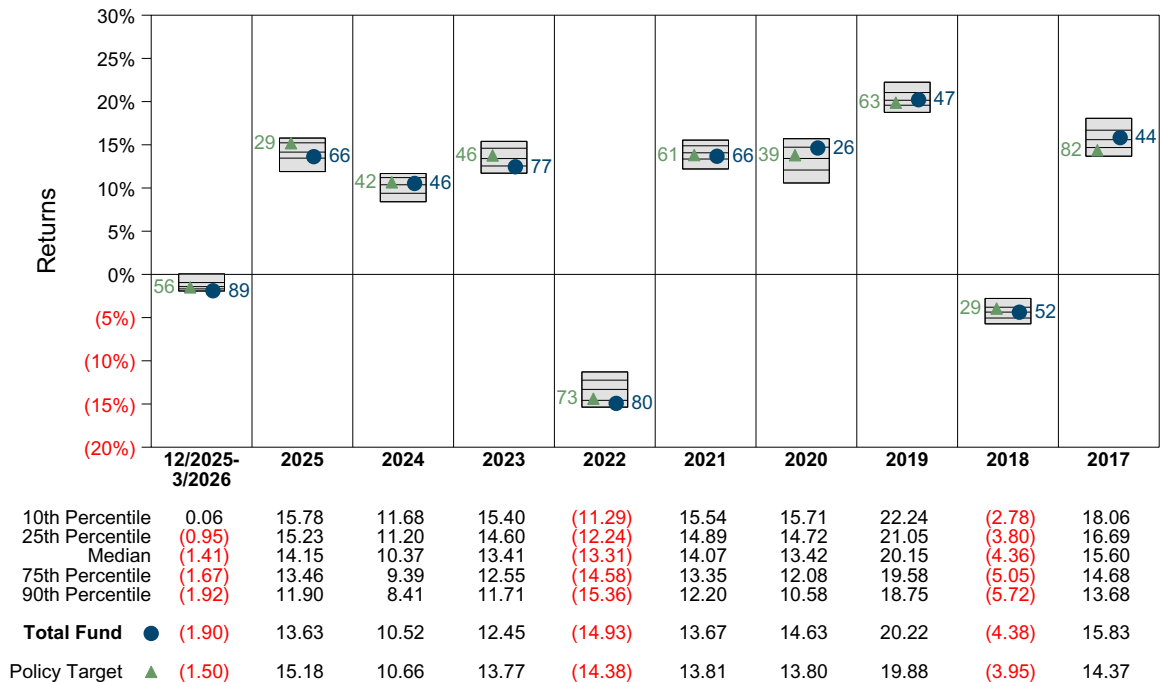 30%
25%
20%
15%
10%
5%
0%
(5%)
(10%)
(15%)
(20%)
Returns
56 89
29 66
42 46
46 77
73 80
61 66
39 26
63 47
29 52
82 44
12/2025-
3/2026 2025 2024 2023 2022 2021 2020 2019 2018 2017
10th Percentile 0.06 15.78 11.68 15.40 (11.29) 15.54 15.71 22.24 (2.78) 18.06
25th Percentile (0.95) 15.23 11.20 14.60 (12.24) 14.89 14.72 21.05 (3.80) 16.69
Median (1.41) 14.15 10.37 13.41 (13.31) 14.07 13.42 20.15 (4.36) 15.60
75th Percentile (1.67) 13.46 9.39 12.55 (14.58) 13.35 12.08 19.58 (5.05) 14.68
90th Percentile (1.92) 11.90 8.41 11.71 (15.36) 12.20 10.58 18.75 (5.72) 13.68
Total Fund (1.90) 13.63 10.52 12.45 (14.93) 13.67 14.63 20.22 (4.38) 15.83
Policy Target (1.50) 15.18 10.66 13.77 (14.38) 13.81 13.80 19.88 (3.95) 14.37